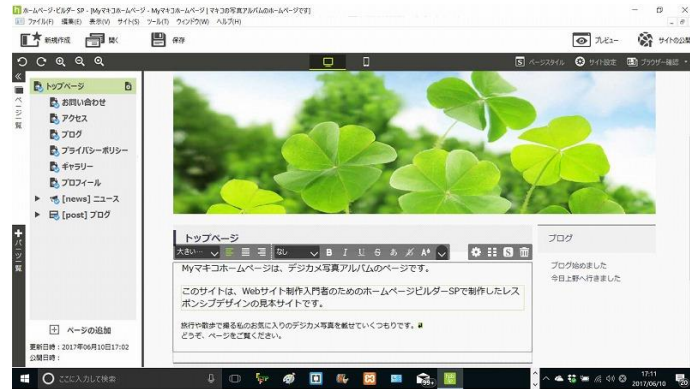 ホームページ・ビルダー SP - [Myマキコホームページ - Myマキコホームページ | マキコの写真アルバムのホームページです]
ファイル(F) 編集(E) 表示(V) サイト(S) ツール(T) ウィンドウ(W) ヘルプ(H)
新規作成 開く 保存 プレビュー サイトの公開
ページスタイル サイト設定 ブラウザー確認
ページ一覧
トップページ
お問い合わせ
アクセス
ブログ
プライバシーポリシー
ギャラリー
プロフィール
[news] ニュース
[post] ブログ
パーツ一覧
ページの追加
更新日時：2017年06月10日17:02
公開日時：
トップページ
大きい… なし B I U S あ
Myマキコホームページは、デジカメ写真アルバムのページです。
このサイトは、Webサイト制作入門者のためのホームページビルダーSPで制作したレス
ポンシブデザインの見本サイトです。
旅行や散歩で撮る私のお気に入りのデジカメ写真を載せていくつもりです。
どうぞ、ページをご覧ください。
ブログ
ブログ始めました
今日上野へ行きました
ここに入力して検索
99+
17:11
2017/06/10